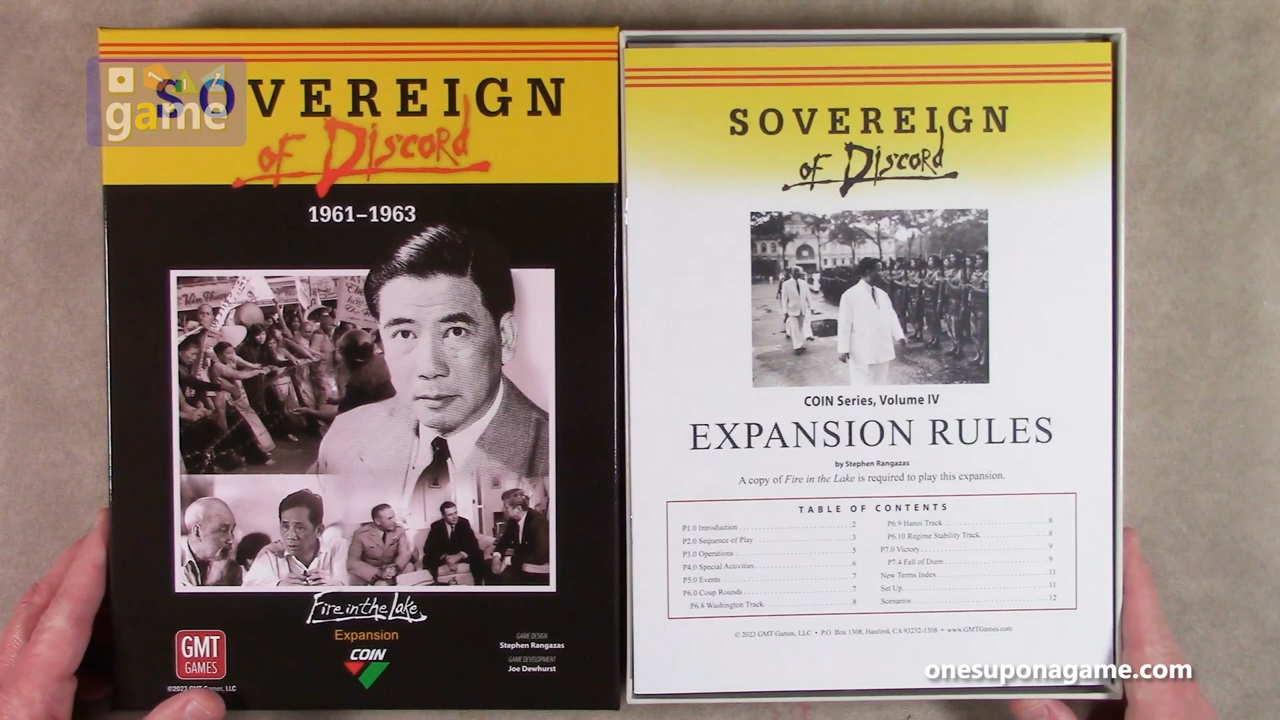 game
SOVEREIGN
of Discord
1961–1963
Fire in the Lake
Expansion
COIN
GMT
GAMES
GAME DESIGN
Stephen Rangazas
GAME DEVELOPMENT
Joe Dewhurst
©2023 GMT Games, LLC
SOVEREIGN
of Discord
COIN Series, Volume IV
EXPANSION RULES
by Stephen Rangazas
A copy of Fire in the Lake is required to play this expansion.
TABLE OF CONTENTS
P1.0 Introduction 2
P2.0 Sequence of Play 3
P3.0 Operations 5
P4.0 Special Activities 6
P5.0 Events 7
P6.0 Coup Rounds 7
P6.8 Washington Track 8
P6.9 Hanoi Track 8
P6.10 Regime Stability Track 8
P7.0 Victory 9
P7.4 Fall of Diem 9
New Terms Index 11
Set Up 11
Scenarios 12
© 2023 GMT Games, LLC • P.O. Box 1308, Hanford, CA 93232-1308 • www.GMTGames.com
onesuponagame.com